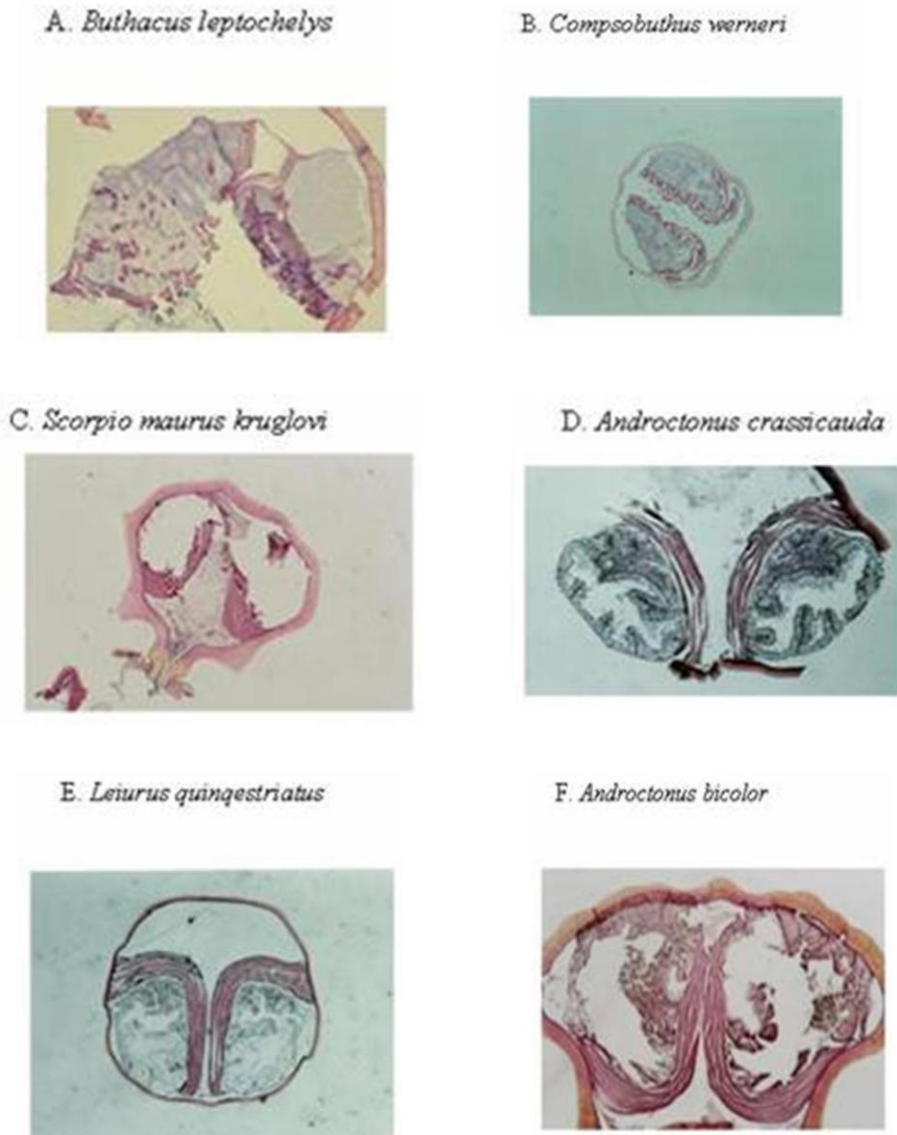 A. Buthacus leptochelys
B. Compsobuthus werneri
C. Scorpio maurus kruglovi
D. Androctonus crassicauda
E. Leiurus quinqestriatus
F. Androctonus bicolor